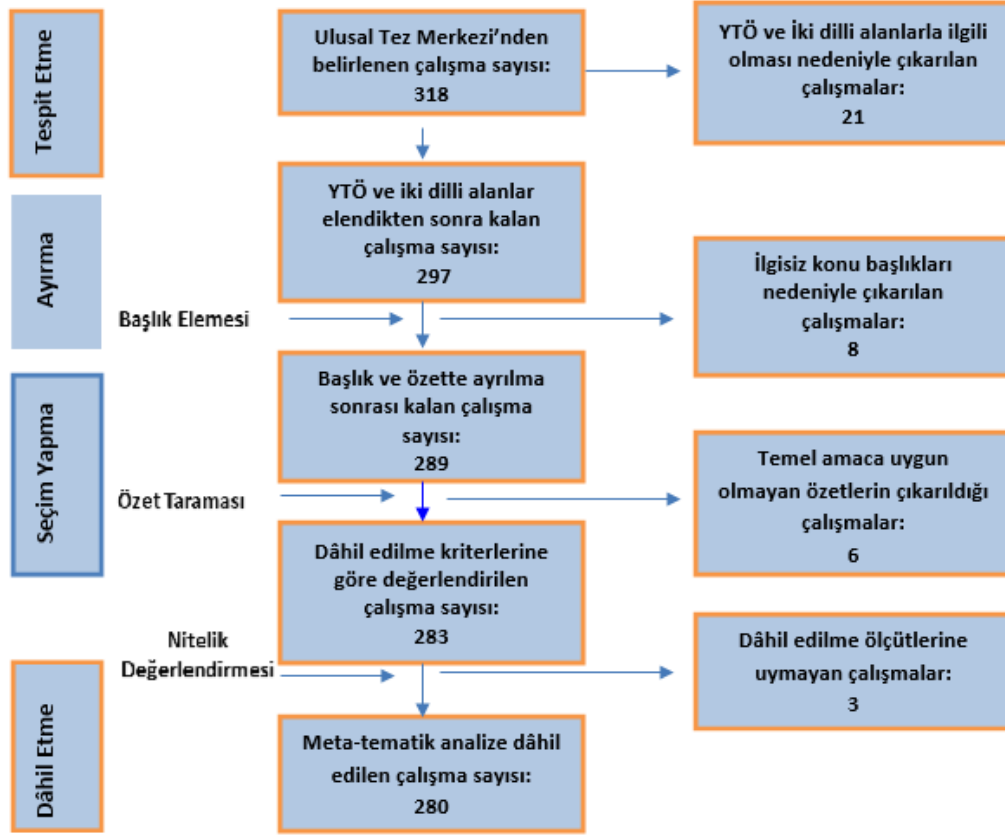 Tespit Etme
Ulusal Tez Merkezi’nden
belirlenen çalışma sayısı:
318
YTÖ ve İki dilli alanlarla ilgili
olması nedeniyle çıkarılan
çalışmalar:
21
Ayırma
YTÖ ve iki dilli alanlar
elendikten sonra kalan
çalışma sayısı:
297
Başlık Elemesi
İlgisiz konu başlıkları
nedeniyle çıkarılan
çalışmalar:
8
Seçim Yapma
Başlık ve özette ayrılma
sonrası kalan çalışma
sayısı:
289
Özet Taraması
Temel amaca uygun
olmayan özetlerin çıkarıldığı
çalışmalar:
6
Dâhil edilme kriterlerine
göre değerlendirilen
çalışma sayısı:
283
Nitelik
Değerlendirmesi
Dâhil edilme ölçütlerine
uymayan çalışmalar:
3
Dâhil Etme
Meta-tematik analize dâhil
edilen çalışma sayısı:
280